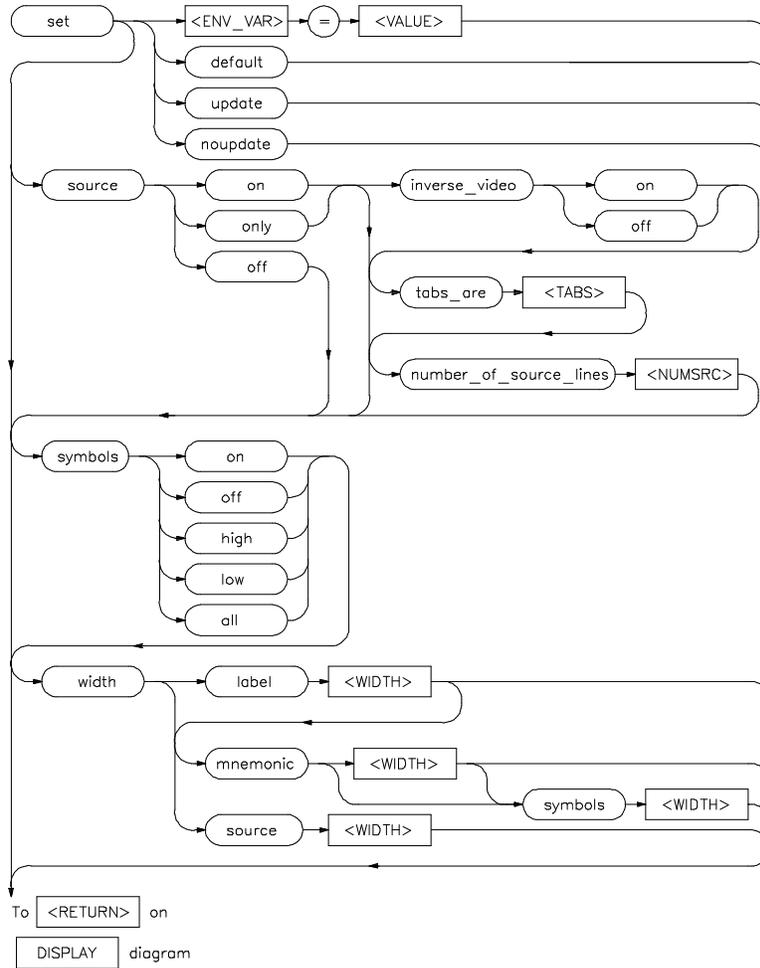 set <ENV_VAR> = <VALUE>
default
update
noupdate
source on inverse_video on
only off
off
tabs_are <TABS>
number_of_source_lines <NUMSRC>
symbols on
off
high
low
all
width label <WIDTH>
mnemonic <WIDTH>
symbols <WIDTH>
source <WIDTH>
To <RETURN> on
DISPLAY diagram